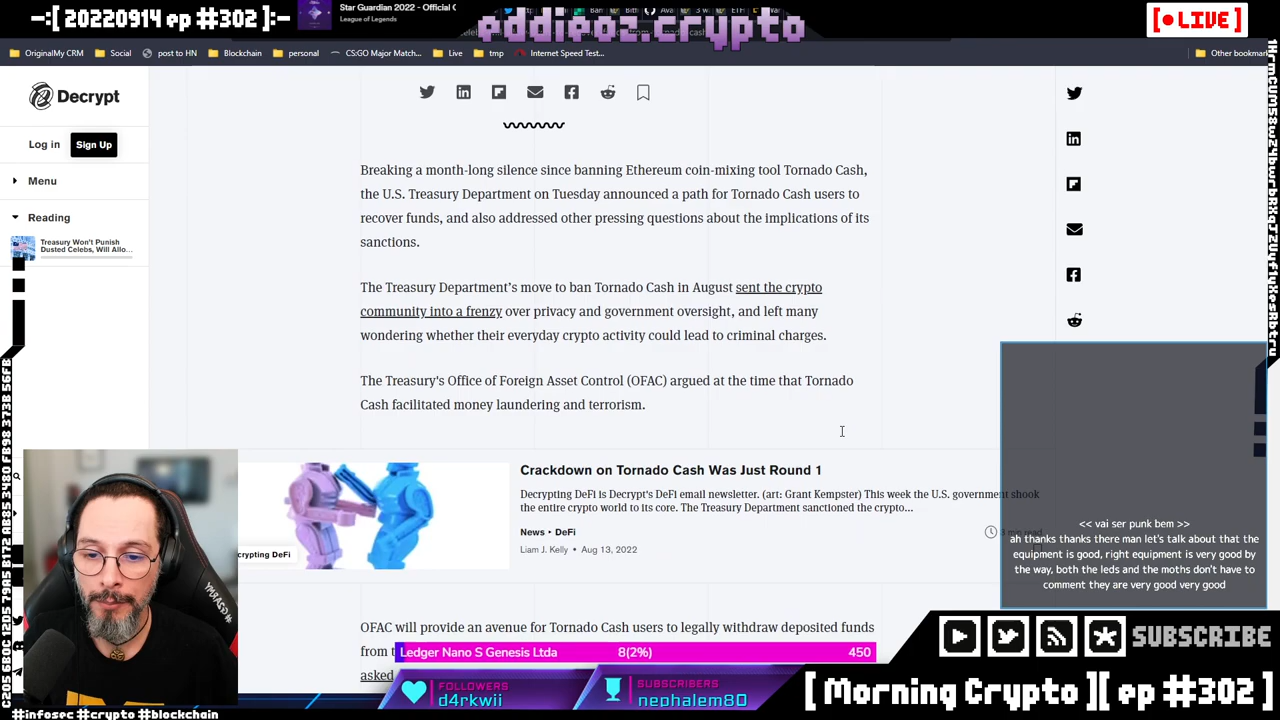 -:[ 20220914 ep #302 ]:-
Star Guardian 2022 - Official
League of Legends
eddieoz.crypto
[ LIVE ]
OriginalMy CRM
Social
post to HN
Blockchain
personal
CS:GO Major Match...
Live
tmp
Internet Speed Test...
Other bookmar
Decrypt
Log in
Sign Up
Menu
Reading
Treasury Won't Punish
Dusted Celebs, Will Allo...
Breaking a month-long silence since banning Ethereum coin-mixing tool Tornado Cash,
the U.S. Treasury Department on Tuesday announced a path for Tornado Cash users to
recover funds, and also addressed other pressing questions about the implications of its
sanctions.
The Treasury Department’s move to ban Tornado Cash in August sent the crypto
community into a frenzy over privacy and government oversight, and left many
wondering whether their everyday crypto activity could lead to criminal charges.
The Treasury's Office of Foreign Asset Control (OFAC) argued at the time that Tornado
Cash facilitated money laundering and terrorism.
Crackdown on Tornado Cash Was Just Round 1
Decrypting DeFi is Decrypt's DeFi email newsletter. (art: Grant Kempster) This week the U.S. government shook
the entire crypto world to its core. The Treasury Department sanctioned the crypto...
News • DeFi
3 min read
Liam J. Kelly • Aug 13, 2022
crypting DeFi
OFAC will provide an avenue for Tornado Cash users to legally withdraw deposited funds
from
asked
<< vai ser punk bem >>
ah thanks thanks there man let's talk about that the
equipment is good, right equipment is very good by
the way, both the leds and the moths don't have to
comment they are very good very good
Ledger Nano S Genesis Ltda
8(2%)
450
FOLLOWERS
d4rkwii
SUBSCRIBERS
nephalem80
SUBSCRIBE
[ Morning Crypto ][ ep #302 ]
#infosec #crypto #blockchain